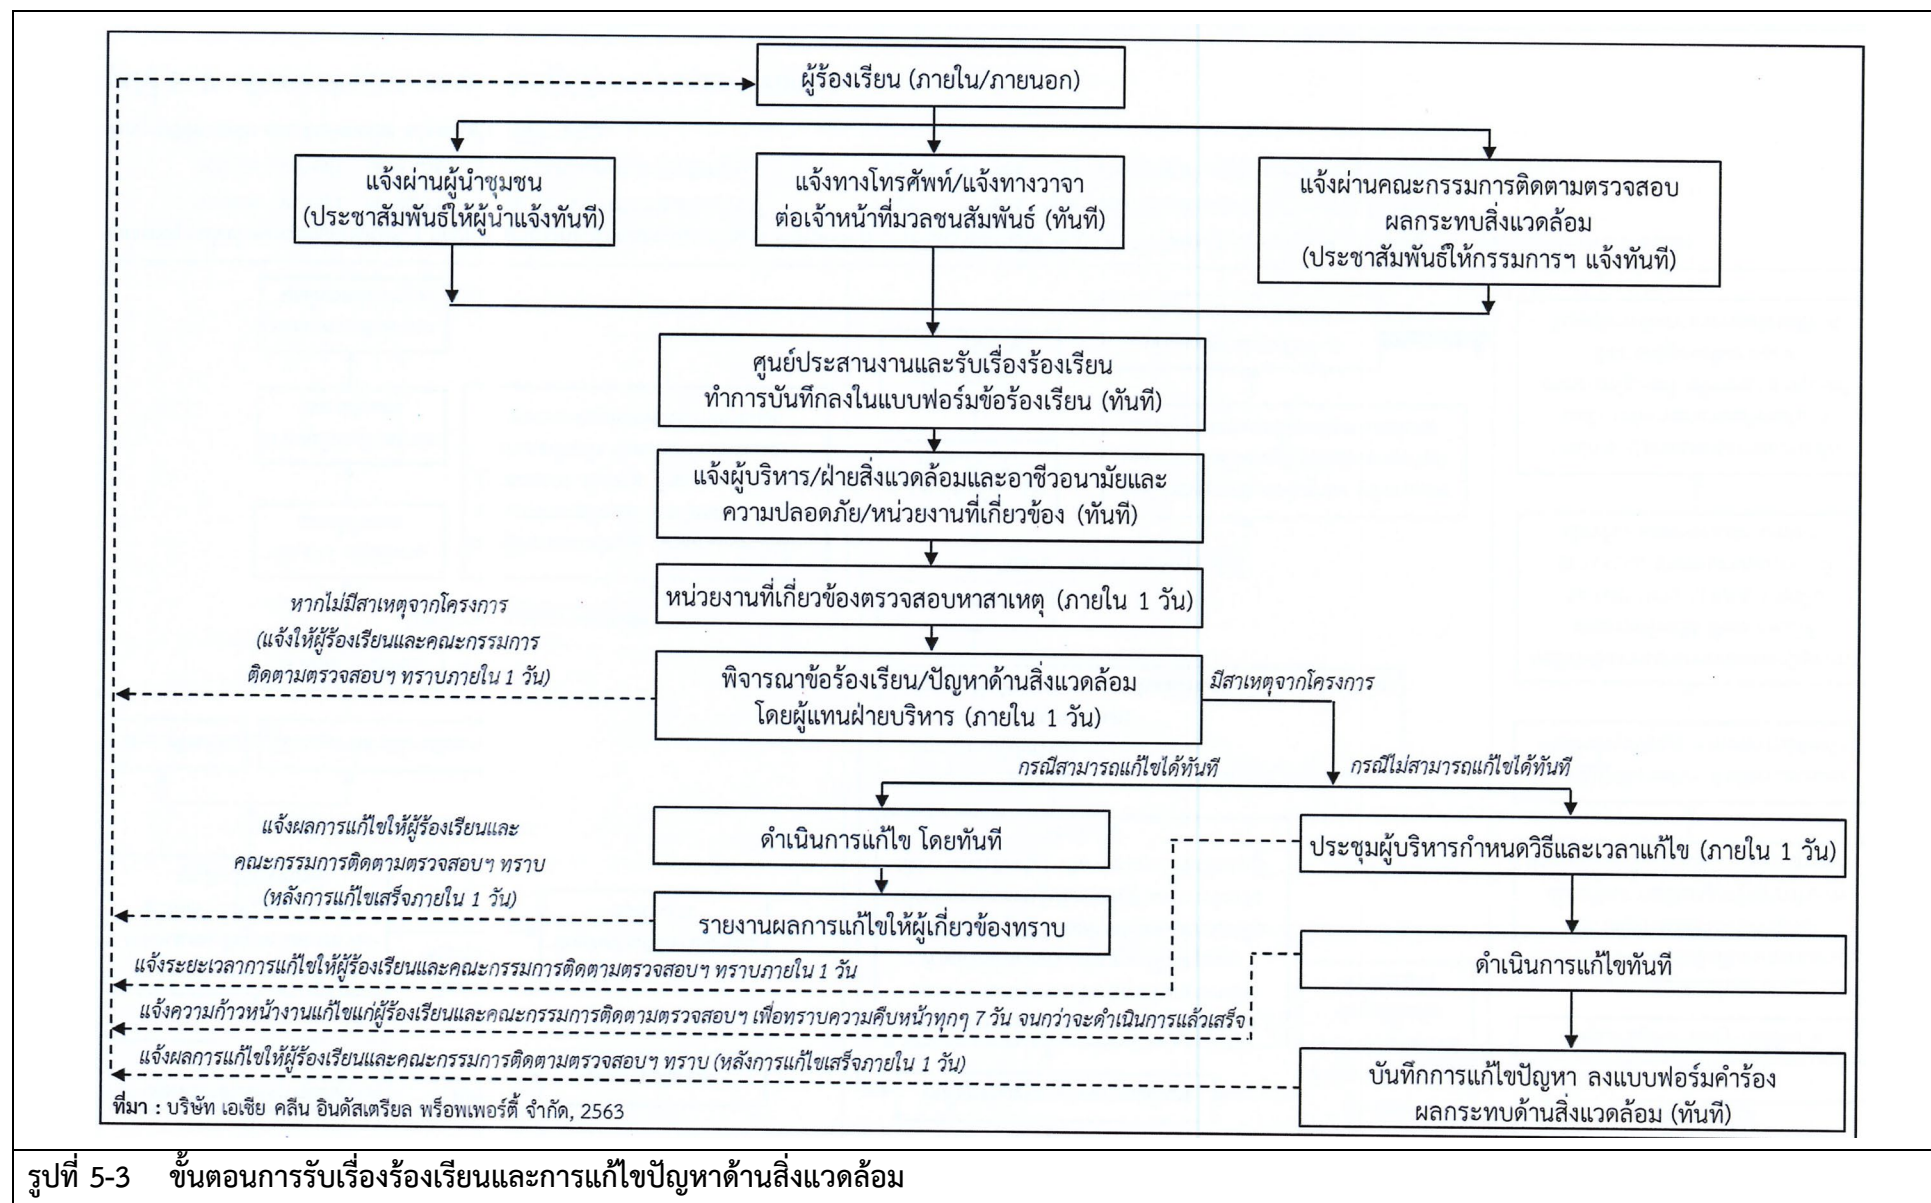 ผู้ร้องเรียน (ภายใน/ภายนอก)
แจ้งผ่านผู้นำชุมชน
(ประชาสัมพันธ์ให้ผู้นำแจ้งทันที)
แจ้งทางโทรศัพท์/แจ้งทางวาจา
ต่อเจ้าหน้าที่มวลชนสัมพันธ์ (ทันที)
แจ้งผ่านคณะกรรมการติดตามตรวจสอบ
ผลกระทบสิ่งแวดล้อม
(ประชาสัมพันธ์ให้กรรมการฯ แจ้งทันที)
ศูนย์ประสานงานและรับเรื่องร้องเรียน
ทำการบันทึกลงในแบบฟอร์มข้อร้องเรียน (ทันที)
แจ้งผู้บริหาร/ฝ่ายสิ่งแวดล้อมและอาชีวอนามัยและ
ความปลอดภัย/หน่วยงานที่เกี่ยวข้อง (ทันที)
หน่วยงานที่เกี่ยวข้องตรวจสอบหาสาเหตุ (ภายใน 1 วัน)
หากไม่มีสาเหตุจากโครงการ
(แจ้งให้ผู้ร้องเรียนและคณะกรรมการ
ติดตามตรวจสอบฯ ทราบภายใน 1 วัน)
พิจารณาข้อร้องเรียน/ปัญหาด้านสิ่งแวดล้อม
โดยผู้แทนฝ่ายบริหาร (ภายใน 1 วัน)
มีสาเหตุจากโครงการ
กรณีสามารถแก้ไขได้ทันที
กรณีไม่สามารถแก้ไขได้ทันที
แจ้งผลการแก้ไขให้ผู้ร้องเรียนและ
คณะกรรมการติดตามตรวจสอบฯ ทราบ
(หลังการแก้ไขเสร็จภายใน 1 วัน)
ดำเนินการแก้ไข โดยทันที
ประชุมผู้บริหารกำหนดวิธีและเวลาแก้ไข (ภายใน 1 วัน)
รายงานผลการแก้ไขให้ผู้เกี่ยวข้องทราบ
ดำเนินการแก้ไขทันที
แจ้งระยะเวลาการแก้ไขให้ผู้ร้องเรียนและคณะกรรมการติดตามตรวจสอบฯ ทราบภายใน 1 วัน
แจ้งความก้าวหน้างานแก้ไขแก่ผู้ร้องเรียนและคณะกรรมการติดตามตรวจสอบฯ เพื่อทราบความคืบหน้าทุกๆ 7 วัน จนกว่าจะดำเนินการแล้วเสร็จ
แจ้งผลการแก้ไขให้ผู้ร้องเรียนและคณะกรรมการติดตามตรวจสอบฯ ทราบ (หลังการแก้ไขเสร็จภายใน 1 วัน)
บันทึกการแก้ไขปัญหา ลงแบบฟอร์มคำร้อง
ผลกระทบด้านสิ่งแวดล้อม (ทันที)
ที่มา : บริษัท เอเชีย คลีน อินดัสเตรียล พร็อพเพอร์ตี้ จำกัด, 2563
รูปที่ 5-3 ขั้นตอนการรับเรื่องร้องเรียนและการแก้ไขปัญหาด้านสิ่งแวดล้อม